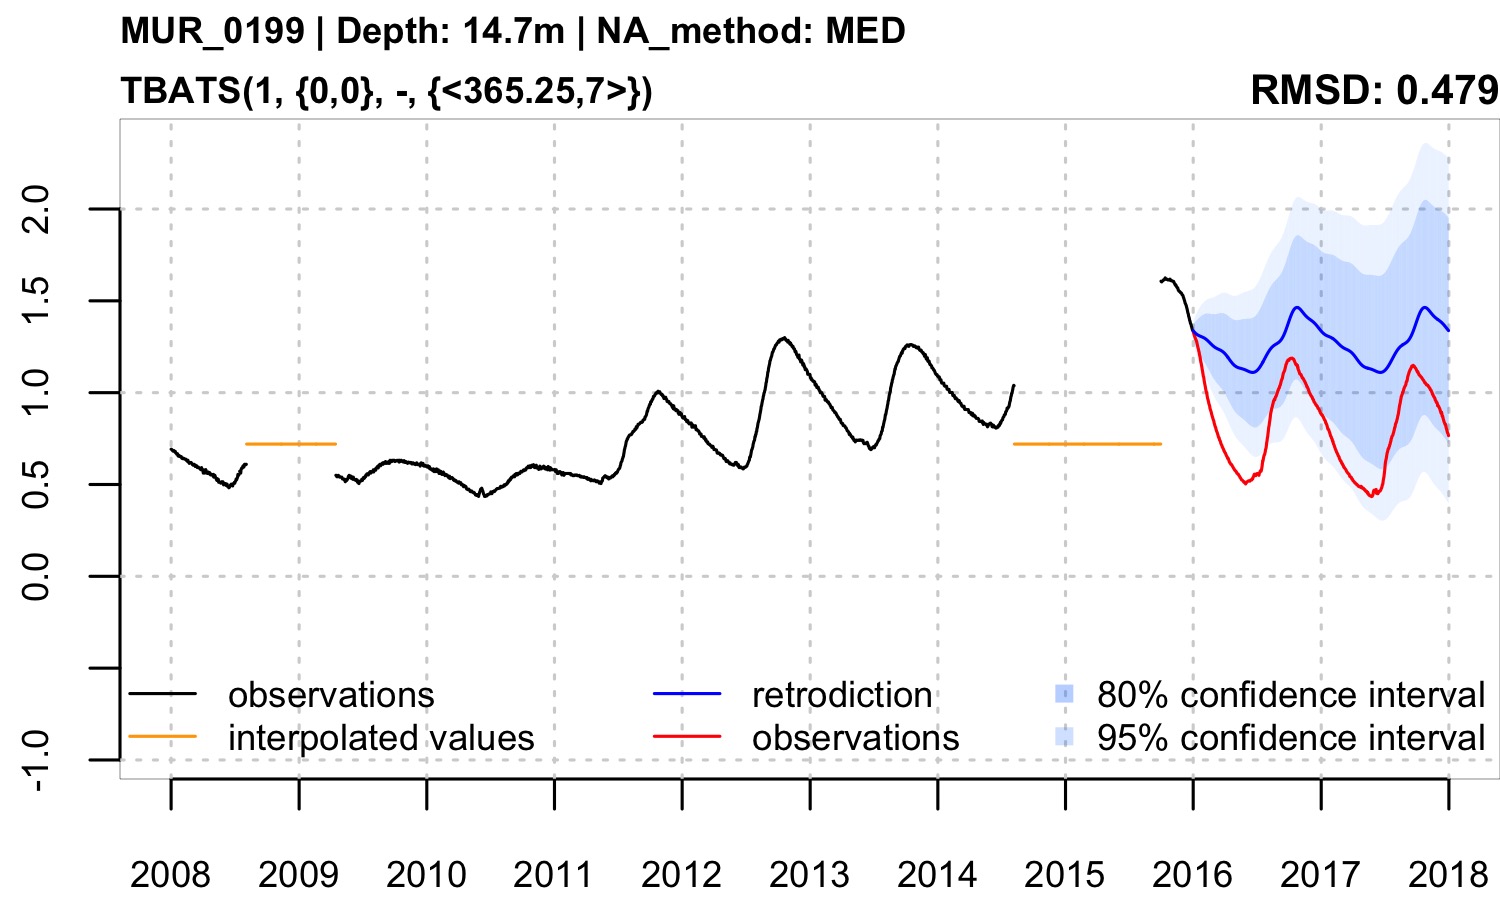 MUR_0199 | Depth: 14.7m | NA_method: MED
TBATS(1, {0,0}, -, {<365.25,7>})
RMSD: 0.479
2.0
1.5
1.0
0.5
0.0
-1.0
observations
interpolated values
retrodiction
observations
80% confidence interval
95% confidence interval
2008 2009 2010 2011 2012 2013 2014 2015 2016 2017 2018